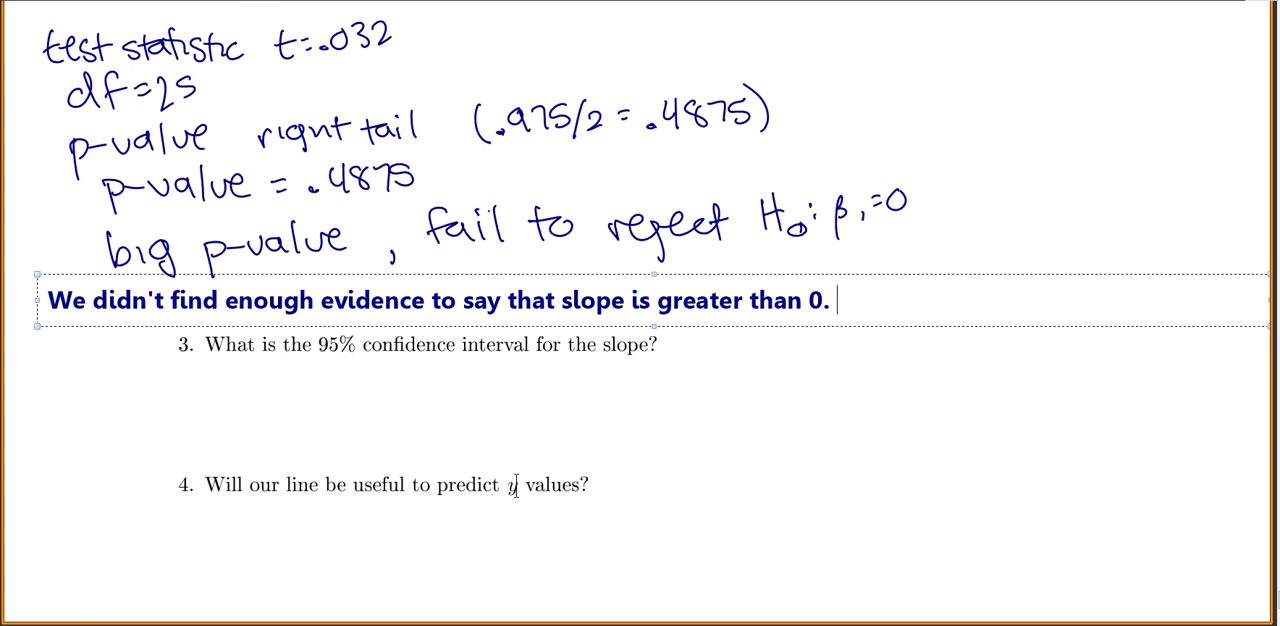 test statistic t=.032
df=25
p-value right tail (.975/2 = .4875)
p-value = .4875
big p-value, fail to reject H₀: β₁=0
We didn't find enough evidence to say that slope is greater than 0.
3. What is the 95% confidence interval for the slope?
4. Will our line be useful to predict y values?